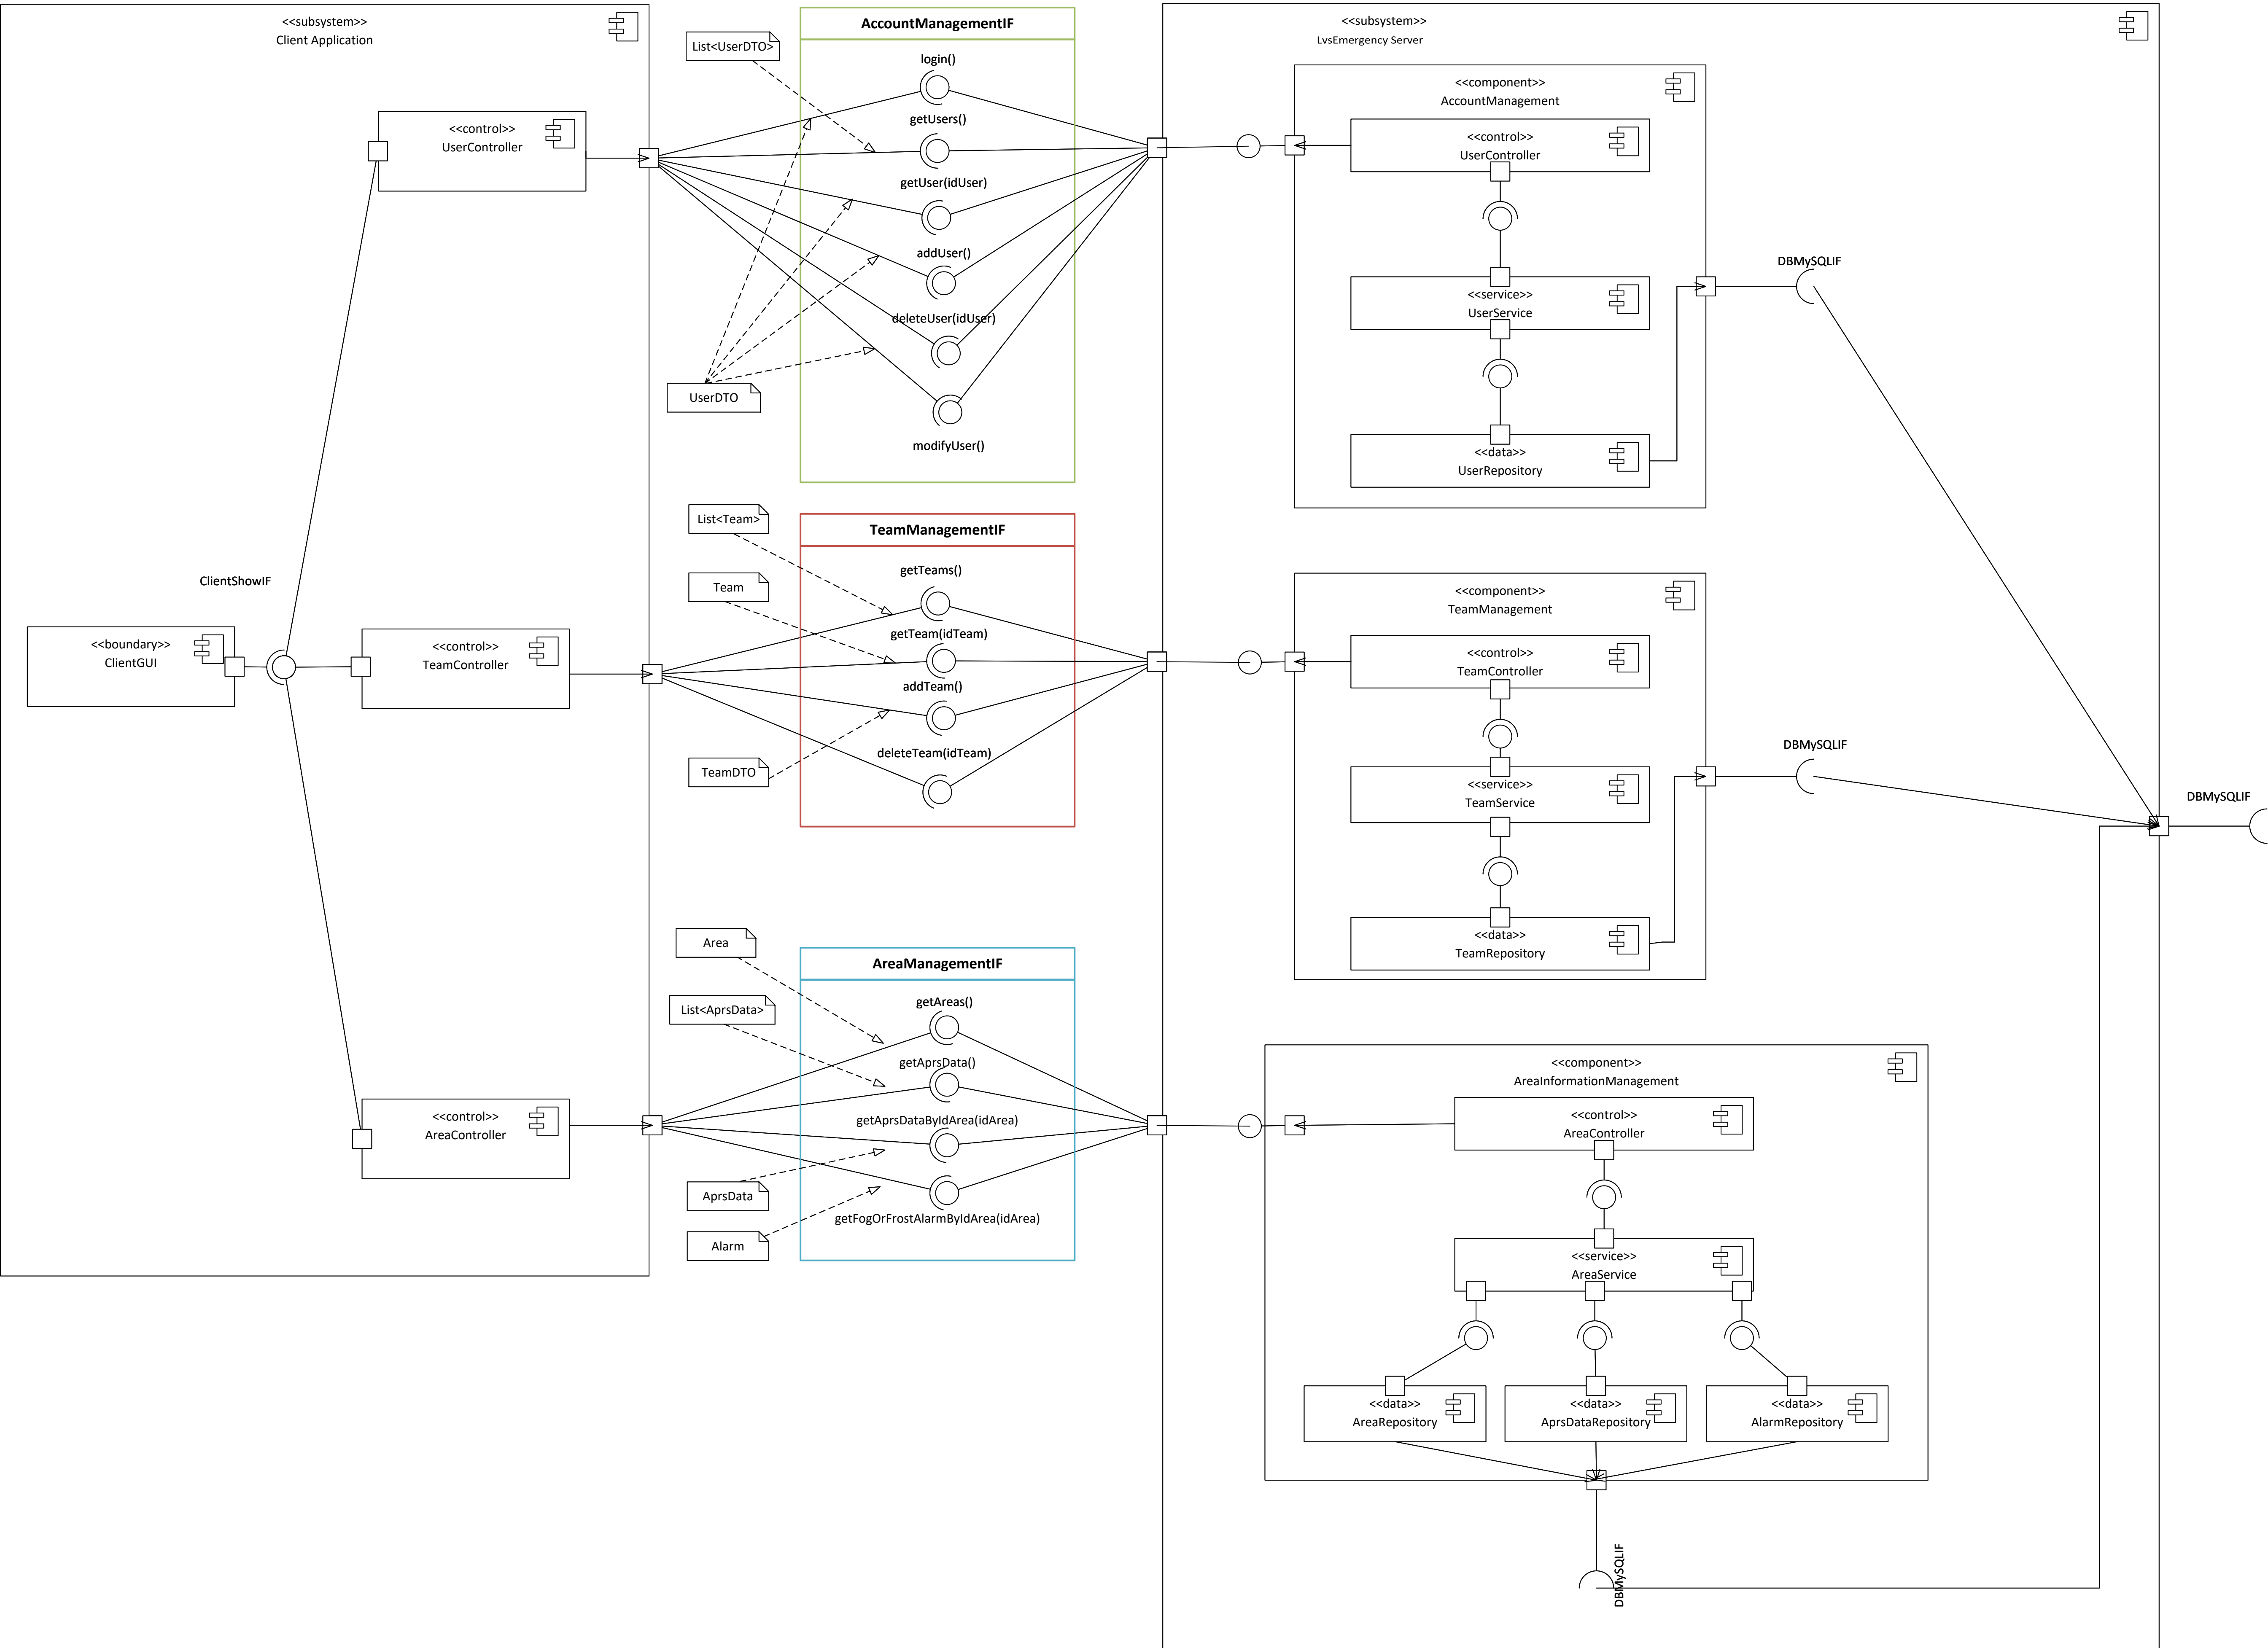 <<subsystem>>
Client Application
<<control>>
UserController
ClientShowIF
<<boundary>>
ClientGUI
<<control>>
TeamController
<<control>>
AreaController
List<UserDTO>
UserDTO
AccountManagementIF
login()
getUsers()
getUser(idUser)
addUser()
deleteUser(idUser)
modifyUser()
List<Team>
Team
TeamDTO
TeamManagementIF
getTeams()
getTeam(idTeam)
addTeam()
deleteTeam(idTeam)
Area
List<AprsData>
AprsData
Alarm
AreaManagementIF
getAreas()
getAprsData()
getAprsDataByIdArea(idArea)
getFogOrFrostAlarmByIdArea(idArea)
<<subsystem>>
LvsEmergency Server
<<component>>
AccountManagement
<<control>>
UserController
<<service>>
UserService
<<data>>
UserRepository
DBMySQLIF
<<component>>
TeamManagement
<<control>>
TeamController
<<service>>
TeamService
<<data>>
TeamRepository
DBMySQLIF
DBMySQLIF
<<component>>
AreaInformationManagement
<<control>>
AreaController
<<service>>
AreaService
<<data>>
AreaRepository
<<data>>
AprsDataRepository
<<data>>
AlarmRepository
DBMySQLIF